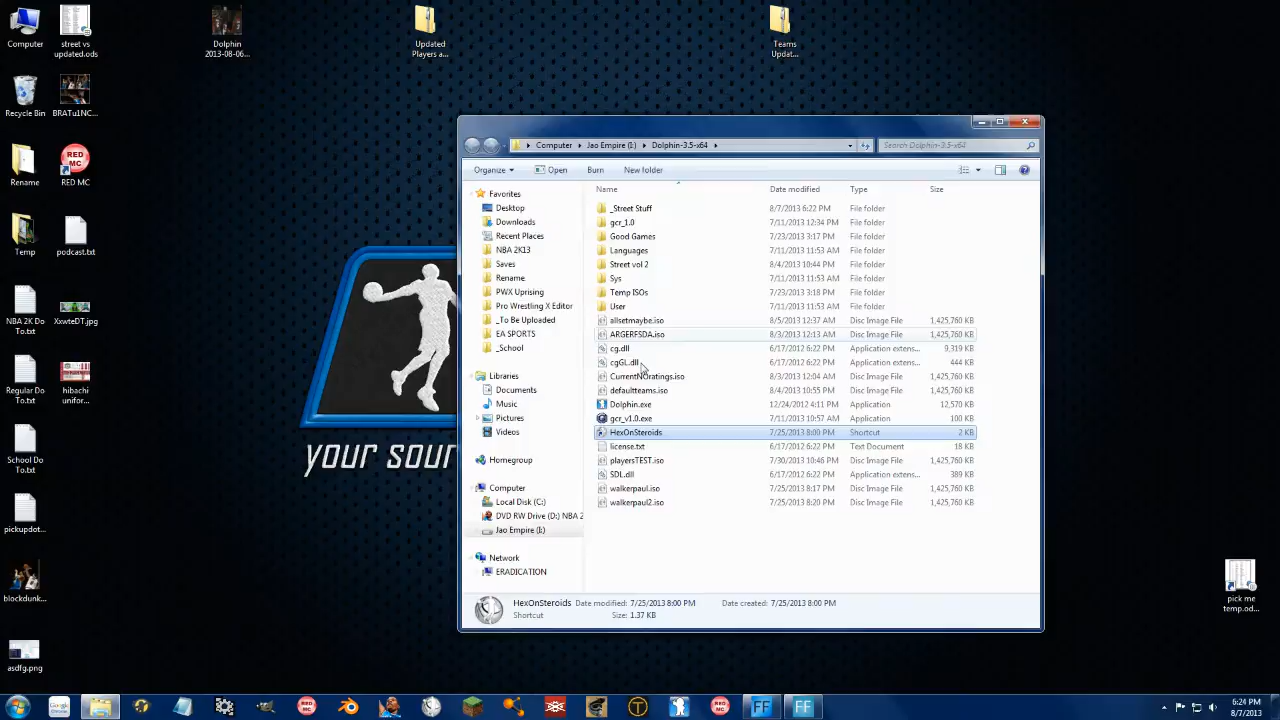 Computer
street vs
updated.ods
Dolphin
2013-08-06...
Updated
Players a...
Teams
Updat...
Recycle Bin
BRATu1NC...
Rename
RED
MC
RED MC
Temp
podcast.txt
NBA 2K Do
To.txt
XxwteDT.jpg
Regular Do
To.txt
hibachi
unifor...
School Do
To.txt
pickupdot...
blockdunk...
asdfg.png
your sour
Computer
Jao Empire (I:)
Dolphin-3.5-x64
Search Dolphin-3.5-x64
Organize
Open
Burn
New folder
Favorites
Desktop
Downloads
Recent Places
NBA 2K13
Saves
Rename
PWX Uprising
Pro Wrestling X Editor
_To Be Uploaded
EA SPORTS
_School
Libraries
Documents
Music
Pictures
Videos
Homegroup
Computer
Local Disk (C:)
DVD RW Drive (D:) NBA 2
Jao Empire (I:)
Network
ERADICATION
Name Date modified Type Size
_Street Stuff 8/7/2013 6:22 PM File folder
gcr_1.0 7/11/2013 12:34 PM File folder
Good Games 7/23/2013 3:17 PM File folder
Languages 7/11/2013 11:53 AM File folder
Street vol 2 8/4/2013 10:44 PM File folder
Sys 7/11/2013 11:53 AM File folder
Temp ISOs 7/23/2013 3:18 PM File folder
User 7/11/2013 11:53 AM File folder
allsetmaybe.iso 8/5/2013 12:37 AM Disc Image File 1,425,760 KB
ARGERFSDA.iso 8/3/2013 12:13 AM Disc Image File 1,425,760 KB
cg.dll 6/17/2012 6:22 PM Application extens... 9,319 KB
cgGL.dll 6/17/2012 6:22 PM Application extens... 444 KB
CurrentNOratings.iso 8/3/2013 12:04 AM Disc Image File 1,425,760 KB
defaultteams.iso 8/4/2013 10:55 PM Disc Image File 1,425,760 KB
Dolphin.exe 12/24/2012 4:11 PM Application 12,570 KB
gcr_v1.0.exe 7/11/2013 10:57 AM Application 100 KB
HexOnSteroids 7/25/2013 8:00 PM Shortcut 2 KB
license.txt 6/17/2012 6:22 PM Text Document 18 KB
playersTEST.iso 7/30/2013 10:46 PM Disc Image File 1,425,760 KB
SDL.dll 6/17/2012 6:22 PM Application extens... 389 KB
walkerpaul.iso 7/25/2013 8:17 PM Disc Image File 1,425,760 KB
walkerpaul2.iso 7/25/2013 8:20 PM Disc Image File 1,425,760 KB
HexOnSteroids Date modified: 7/25/2013 8:00 PM Date created: 7/25/2013 8:00 PM
Shortcut Size: 1.37 KB
pick me
temp.od...
6:24 PM
8/7/2013